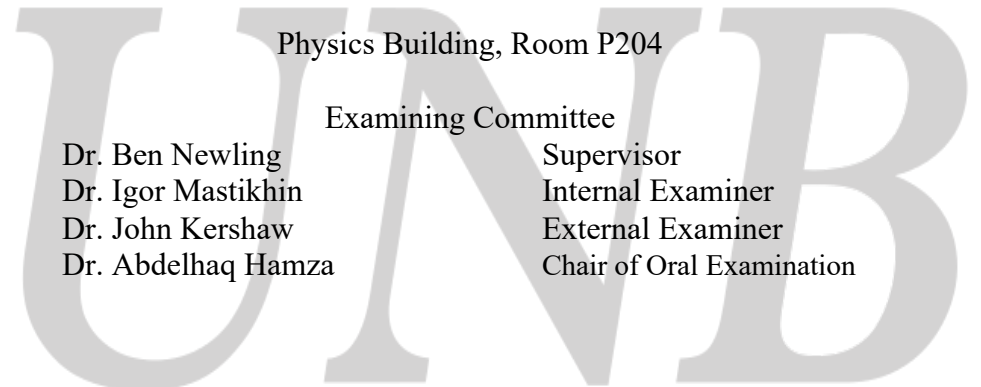 UNB
Physics Building, Room P204
Examining Committee
Dr. Ben Newling Supervisor
Dr. Igor Mastikhin Internal Examiner
Dr. John Kershaw External Examiner
Dr. Abdelhaq Hamza Chair of Oral Examination